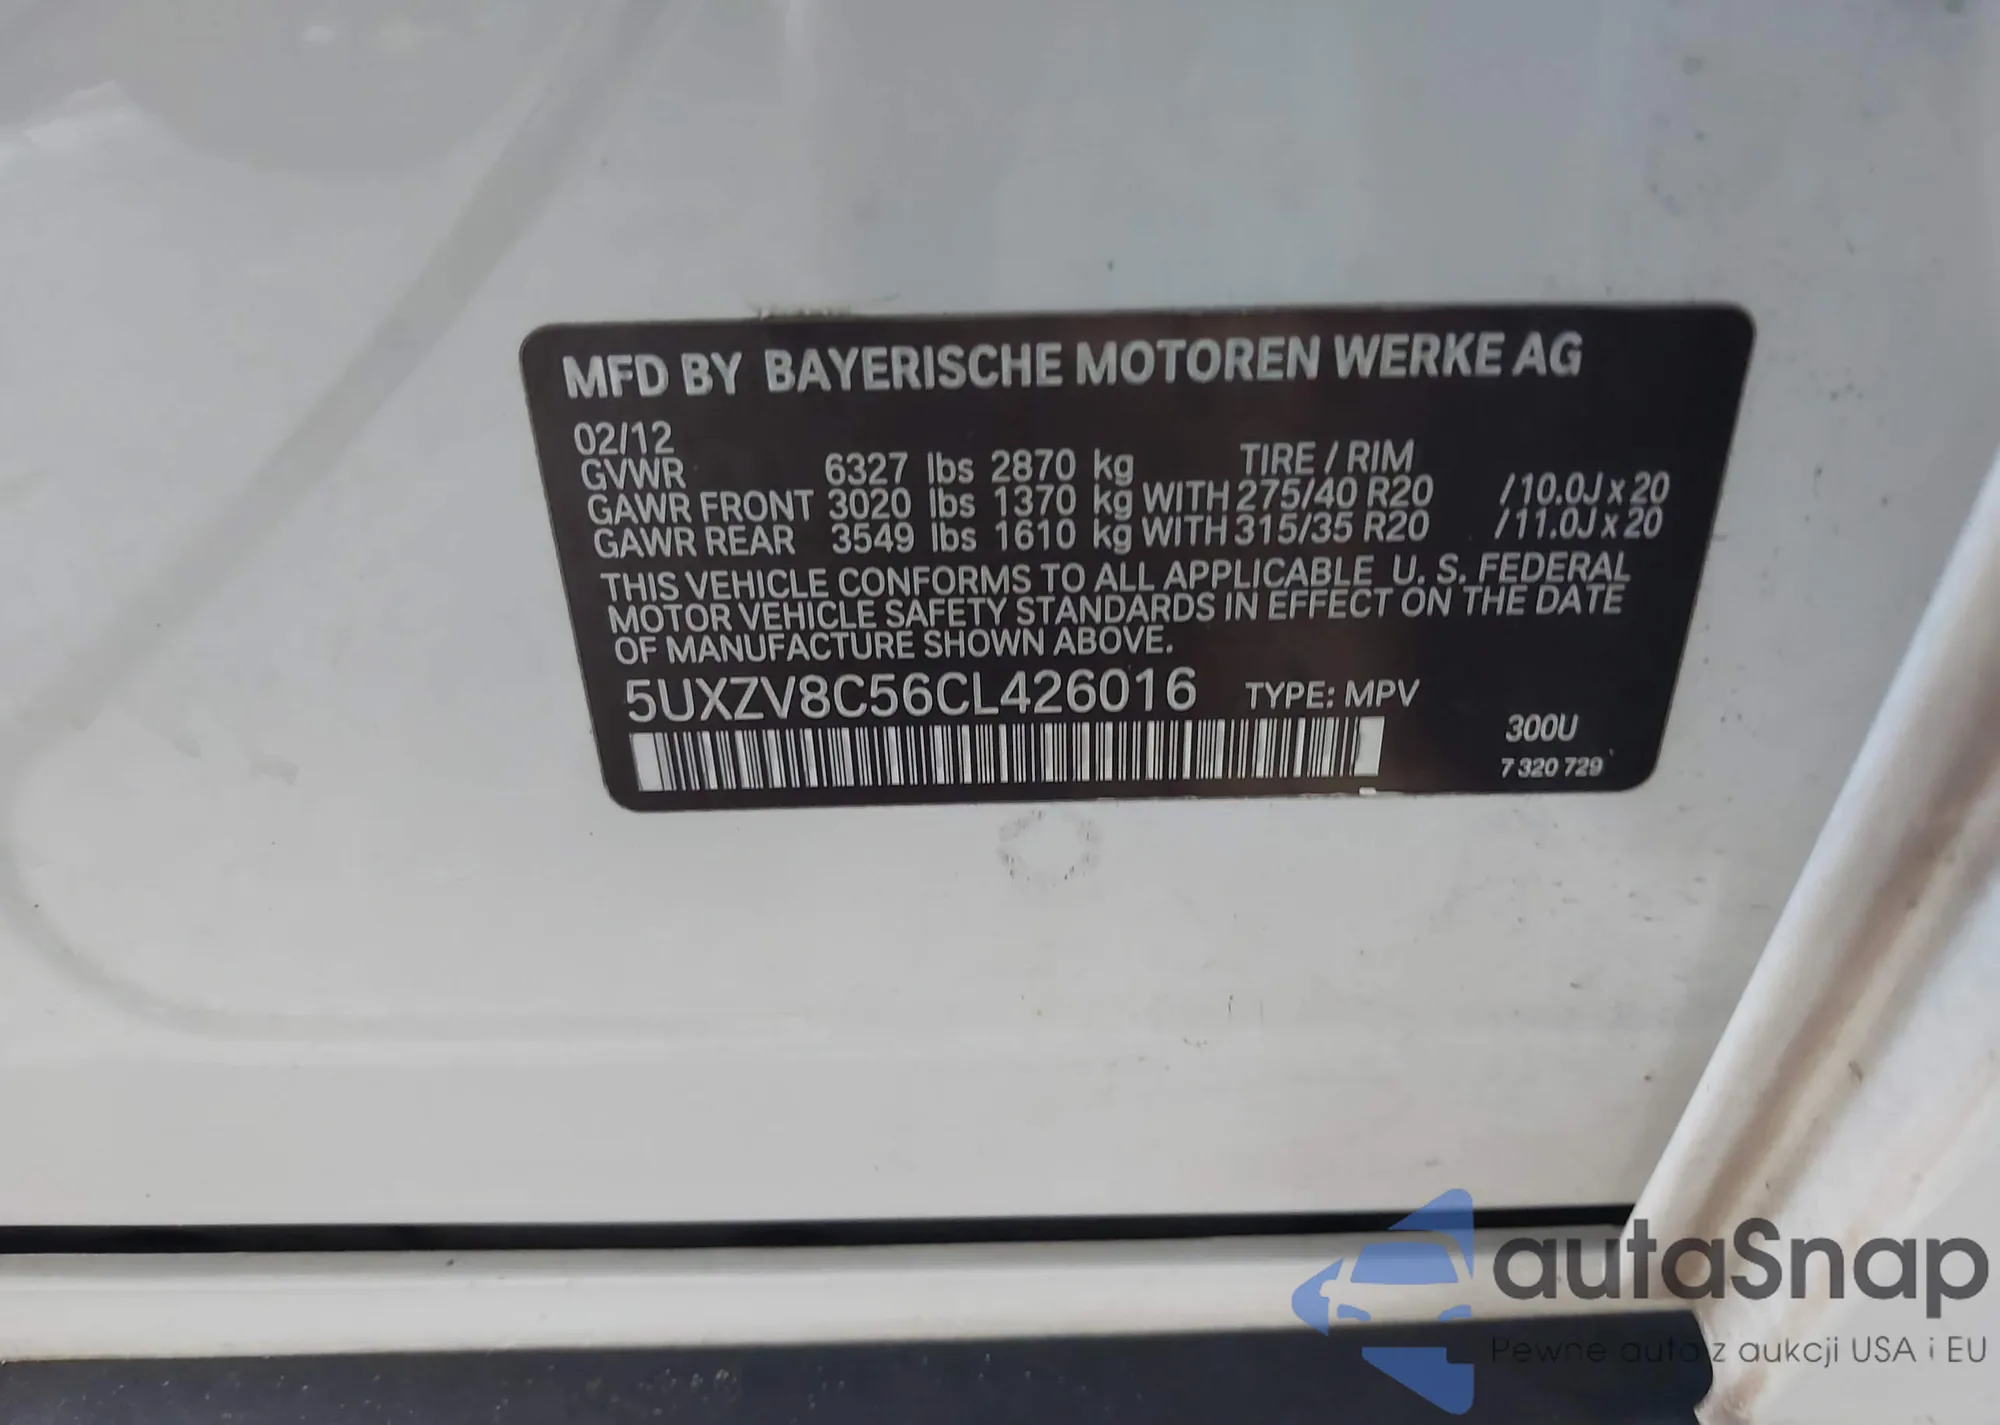 MFD BY BAYERISCHE MOTOREN WERKE AG
02/12
GVWR 6327 lbs 2870 kg TIRE / RIM
GAWR FRONT 3020 lbs 1370 kg WITH 275/40 R20 /10.0J x 20
GAWR REAR 3549 lbs 1610 kg WITH 315/35 R20 /11.0J x 20
THIS VEHICLE CONFORMS TO ALL APPLICABLE U. S. FEDERAL
MOTOR VEHICLE SAFETY STANDARDS IN EFFECT ON THE DATE
OF MANUFACTURE SHOWN ABOVE.
5UXZV8C56CL426016 TYPE: MPV
300U
7 320 729
autaSnap
Pewne auto z aukcji USA i EU